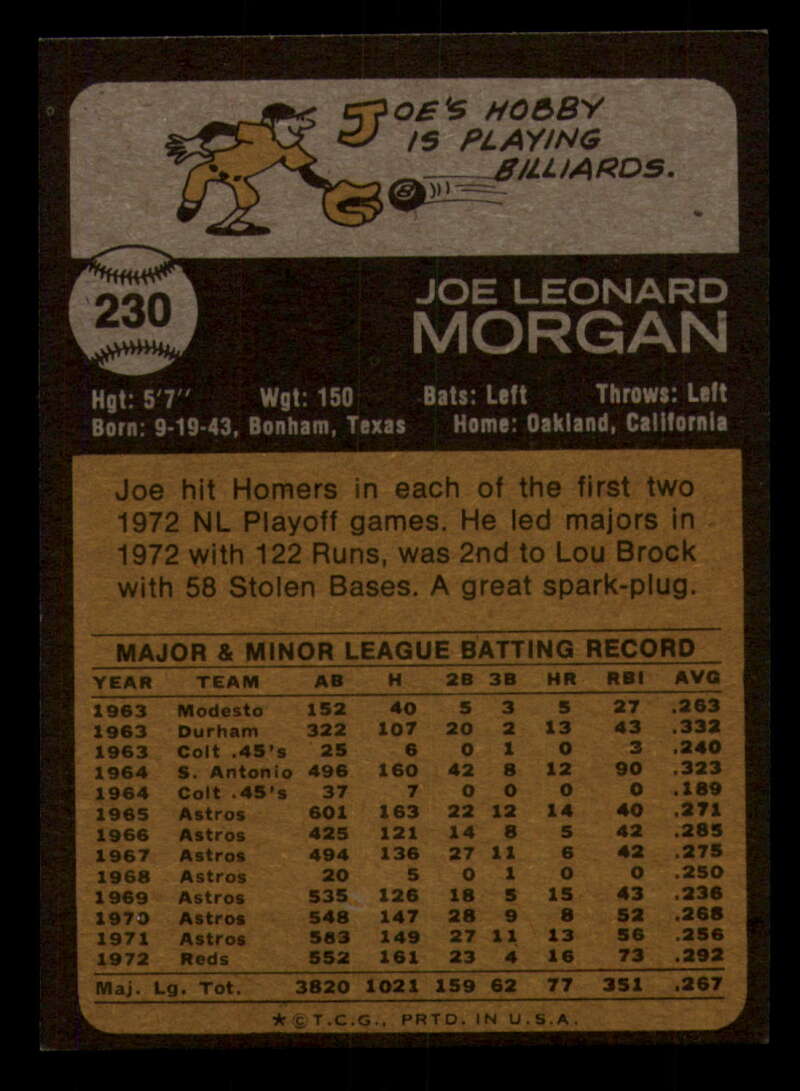 JOE'S HOBBY
IS PLAYING
BILLIARDS.
8
230
JOE LEONARD
MORGAN
Hgt: 5'7" Wgt: 150 Bats: Left Throws: Left
Born: 9-19-43, Bonham, Texas Home: Oakland, California
Joe hit Homers in each of the first two
1972 NL Playoff games. He led majors in
1972 with 122 Runs, was 2nd to Lou Brock
with 58 Stolen Bases. A great spark-plug.
MAJOR & MINOR LEAGUE BATTING RECORD
YEAR TEAM AB H 2B 3B HR RBI AVG
1963 Modesto 152 40 5 3 5 27 .263
1963 Durham 322 107 20 2 13 43 .332
1963 Colt .45's 25 6 0 1 0 3 .240
1964 S. Antonio 496 160 42 8 12 90 .323
1964 Colt .45's 37 7 0 0 0 0 .189
1965 Astros 601 163 22 12 14 40 .271
1966 Astros 425 121 14 8 5 42 .285
1967 Astros 494 136 27 11 6 42 .275
1968 Astros 20 5 0 1 0 0 .250
1969 Astros 535 126 18 5 15 43 .236
1970 Astros 548 147 28 9 8 52 .268
1971 Astros 583 149 27 11 13 56 .256
1972 Reds 552 161 23 4 16 73 .292
Maj. Lg. Tot. 3820 1021 159 62 77 351 .267
★©T.C.G., PRTD. IN U.S.A.